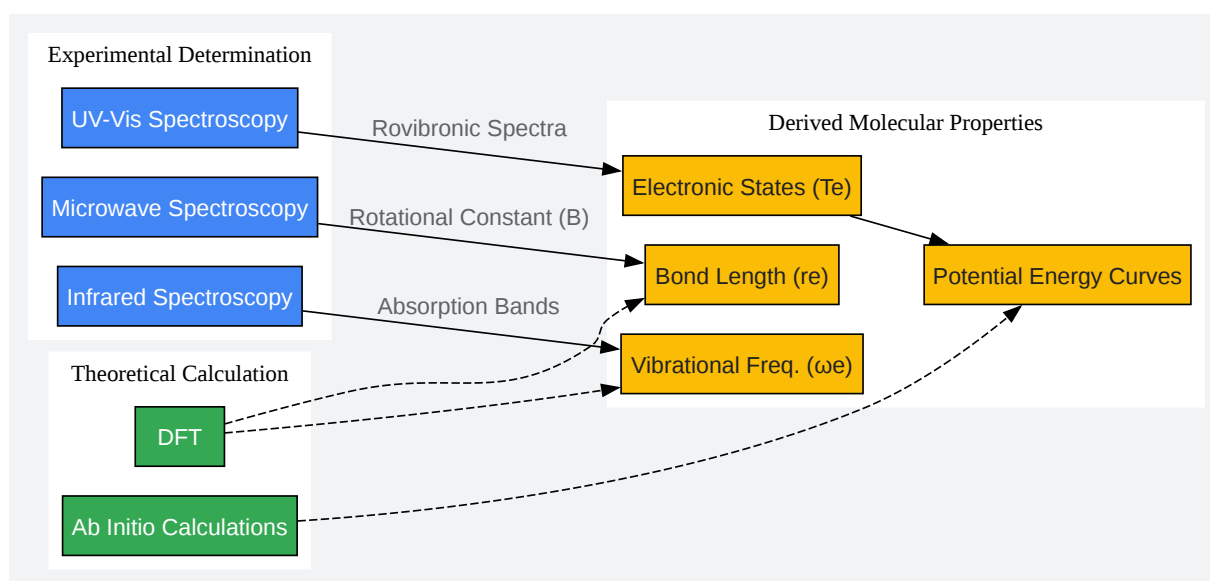 Experimental Determination
UV-Vis Spectroscopy
Microwave Spectroscopy
Infrared Spectroscopy
Theoretical Calculation
DFT
Ab Initio Calculations
Rovibronic Spectra
Rotational Constant (B)
Absorption Bands
Derived Molecular Properties
Electronic States (Te)
Bond Length (re)
Vibrational Freq. (ωe)
Potential Energy Curves